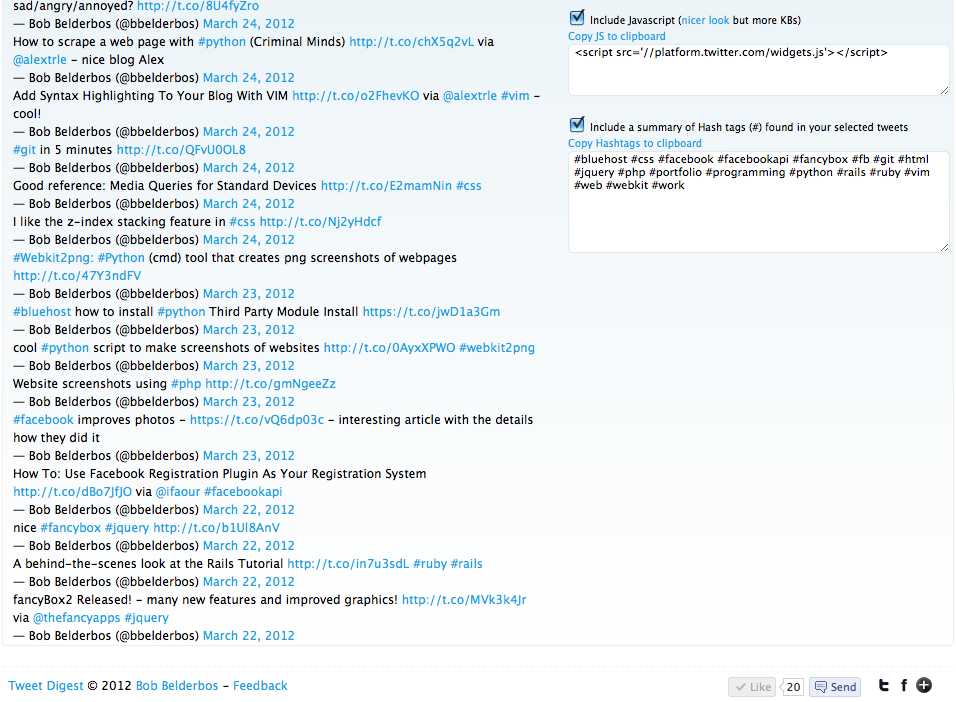 sad/angry/annoyed? http://t.co/8U4fyZro
— Bob Belderbos (@bbelderbos) March 24, 2012
How to scrape a web page with #python (Criminal Minds) http://t.co/chX5q2vL via
@alextrle - nice blog Alex
— Bob Belderbos (@bbelderbos) March 24, 2012
Add Syntax Highlighting To Your Blog With VIM http://t.co/o2FhevKO via @alextrle #vim -
cool!
— Bob Belderbos (@bbelderbos) March 24, 2012
#git in 5 minutes http://t.co/QFvU0OL8
— Bob Belderbos (@bbelderbos) March 24, 2012
Good reference: Media Queries for Standard Devices http://t.co/E2mamNin #css
— Bob Belderbos (@bbelderbos) March 24, 2012
I like the z-index stacking feature in #css http://t.co/Nj2yHdcf
— Bob Belderbos (@bbelderbos) March 24, 2012
#Webkit2png: #Python (cmd) tool that creates png screenshots of webpages
http://t.co/47Y3ndFV
— Bob Belderbos (@bbelderbos) March 23, 2012
#bluehost how to install #python Third Party Module Install https://t.co/jwD1a3Gm
— Bob Belderbos (@bbelderbos) March 23, 2012
cool #python script to make screenshots of websites http://t.co/0AyxXPWO #webkit2png
— Bob Belderbos (@bbelderbos) March 23, 2012
Website screenshots using #php http://t.co/gmNgeeZz
— Bob Belderbos (@bbelderbos) March 23, 2012
#facebook improves photos - https://t.co/vQ6dp03c - interesting article with the details
how they did it
— Bob Belderbos (@bbelderbos) March 23, 2012
How To: Use Facebook Registration Plugin As Your Registration System
http://t.co/dBo7JfJO via @ifaour #facebookapi
— Bob Belderbos (@bbelderbos) March 22, 2012
nice #fancybox #jquery http://t.co/b1Ul8AnV
— Bob Belderbos (@bbelderbos) March 22, 2012
A behind-the-scenes look at the Rails Tutorial http://t.co/in7u3sdL #ruby #rails
— Bob Belderbos (@bbelderbos) March 22, 2012
fancyBox2 Released! - many new features and improved graphics! http://t.co/MVk3k4Jr
via @thefancyapps #jquery
— Bob Belderbos (@bbelderbos) March 22, 2012
Include Javascript (nicer look but more KBs)
Copy JS to clipboard
<script src='//platform.twitter.com/widgets.js'></script>
Include a summary of Hash tags (#) found in your selected tweets
Copy Hashtags to clipboard
#bluehost #css #facebook #facebookapi #fancybox #fb #git #html
#jquery #php #portfolio #programming #python #rails #ruby #vim
#web #webkit #work
Tweet Digest © 2012 Bob Belderbos - Feedback
Like 20 Send